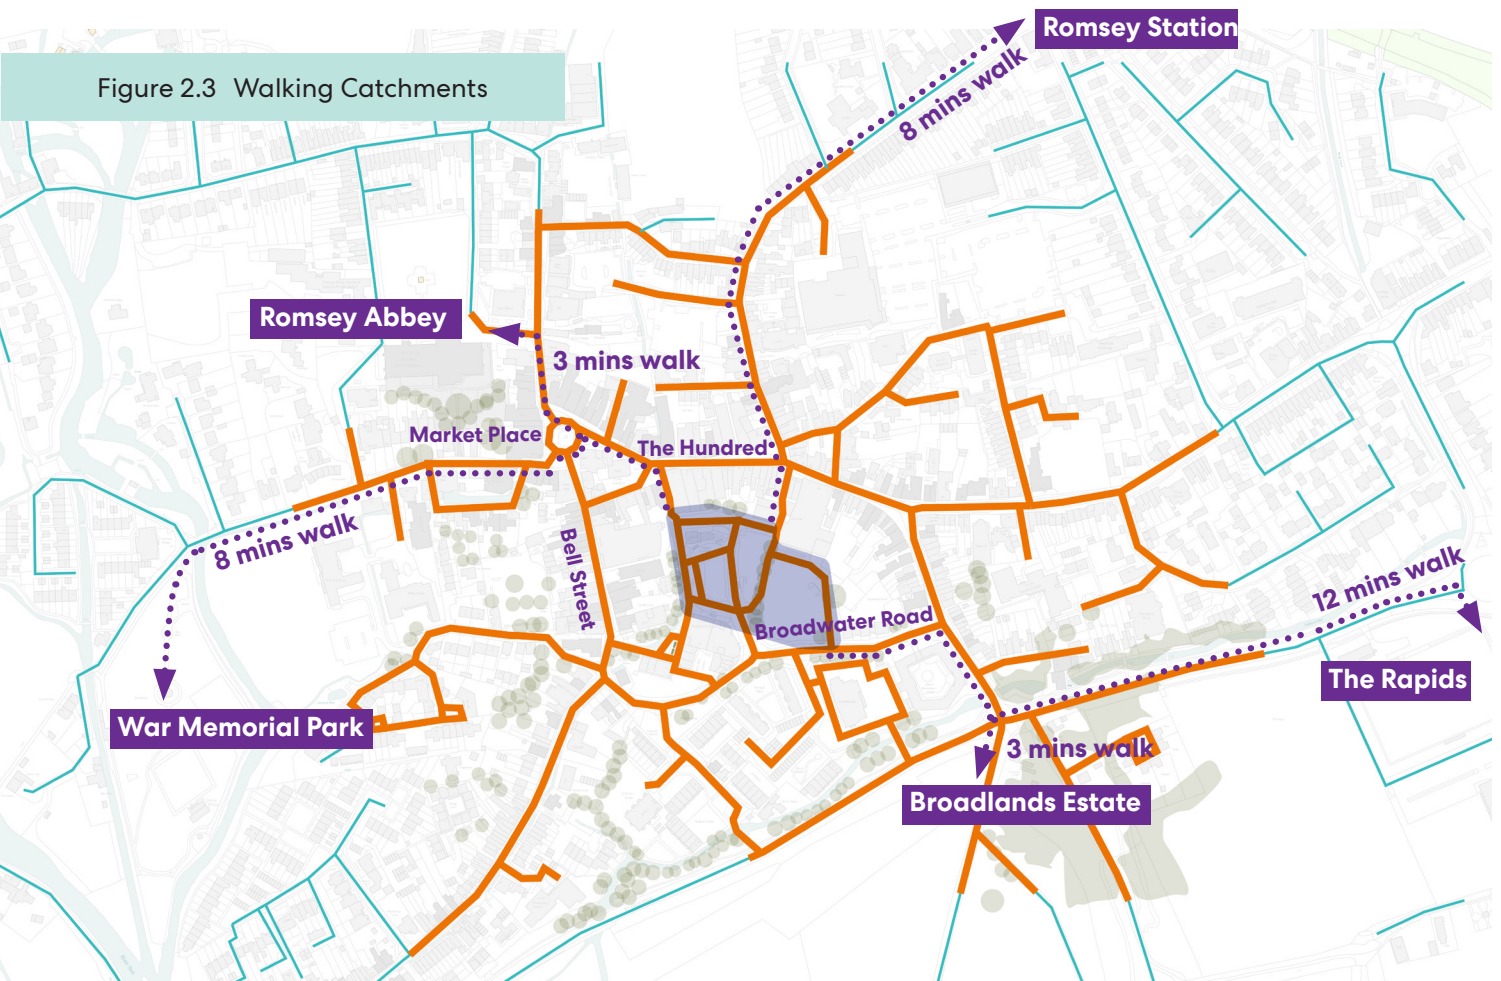 Romsey Station
8 mins walk
Figure 2.3 Walking Catchments
Romsey Abbey
3 mins walk
Market Place
The Hundred
8 mins walk
Bell Street
12 mins walk
Broadwater Road
The Rapids
War Memorial Park
3 mins walk
Broadlands Estate